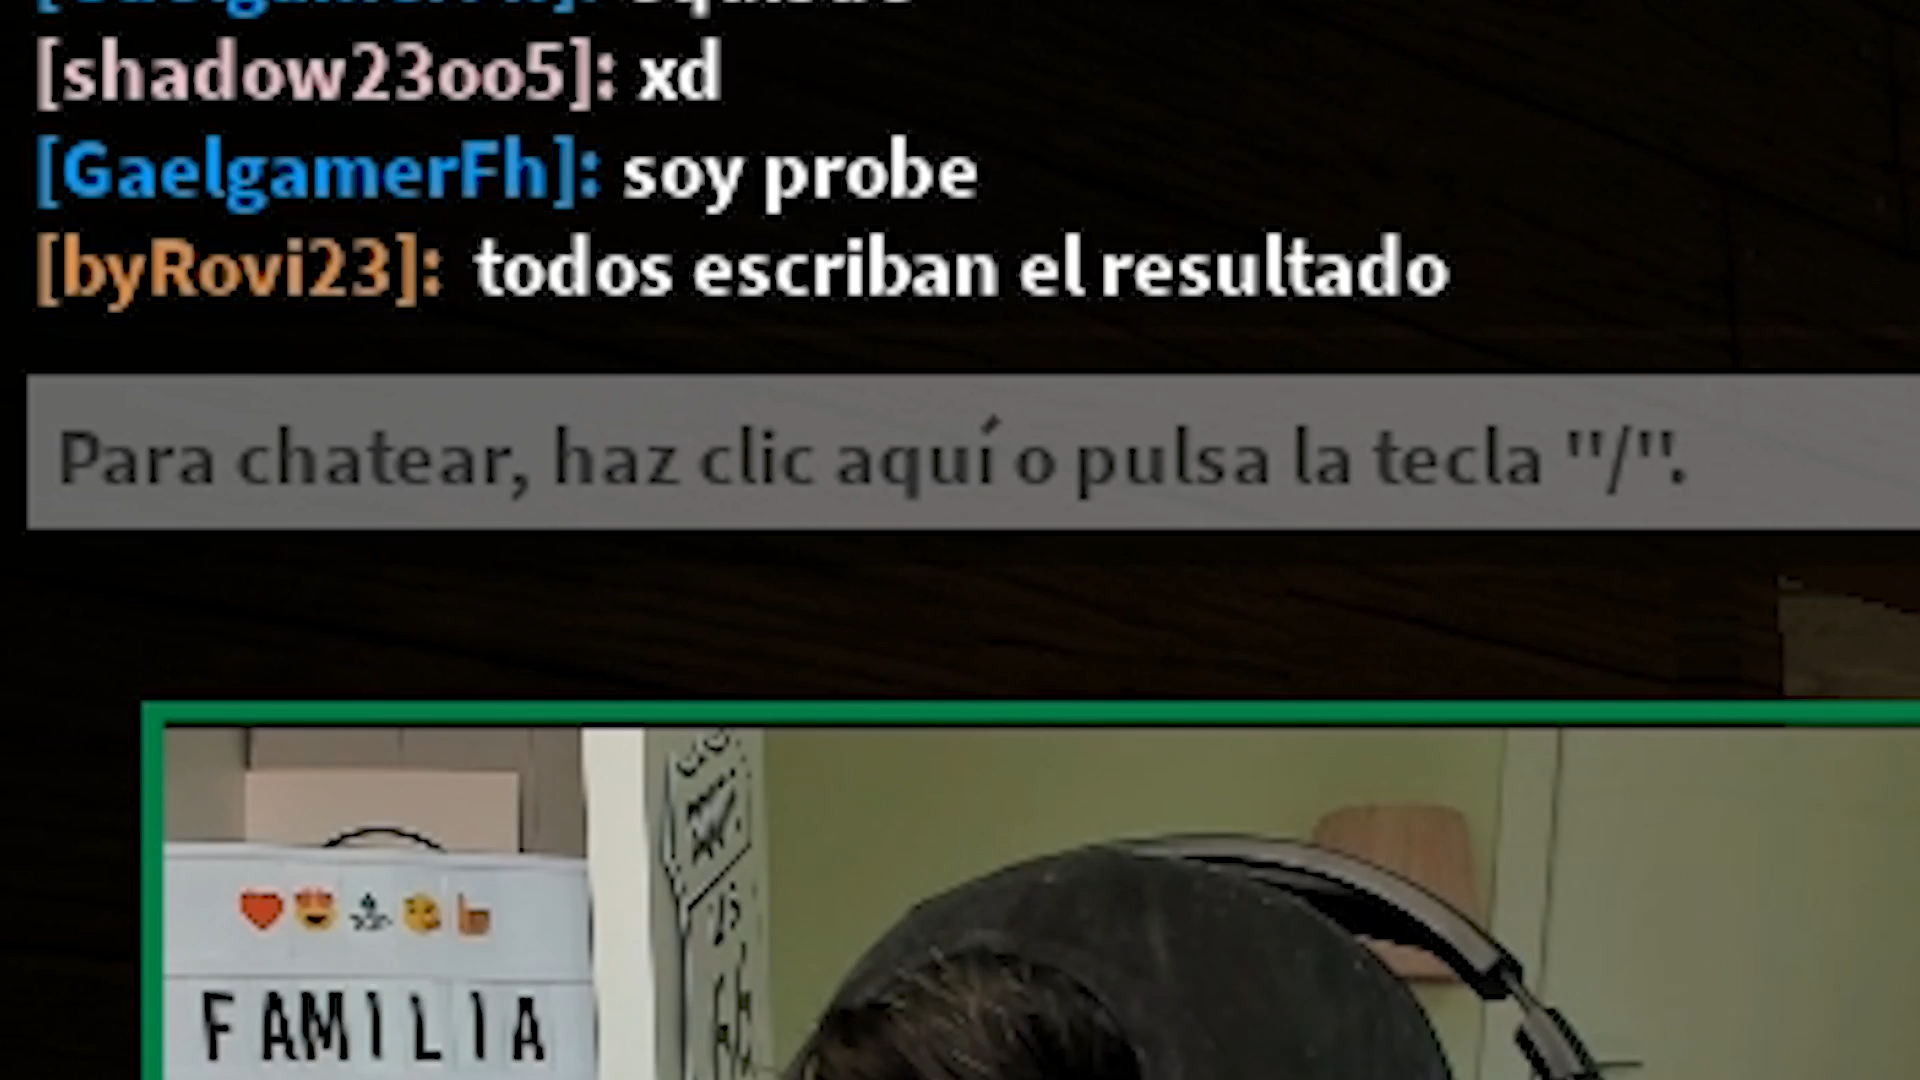 [shadow23oo5]: xd
[GaelgamerFh]: soy probe
[byRovi23]: todos escriban el resultado
Para chatear, haz clic aquí o pulsa la tecla "/".
FAMILIA